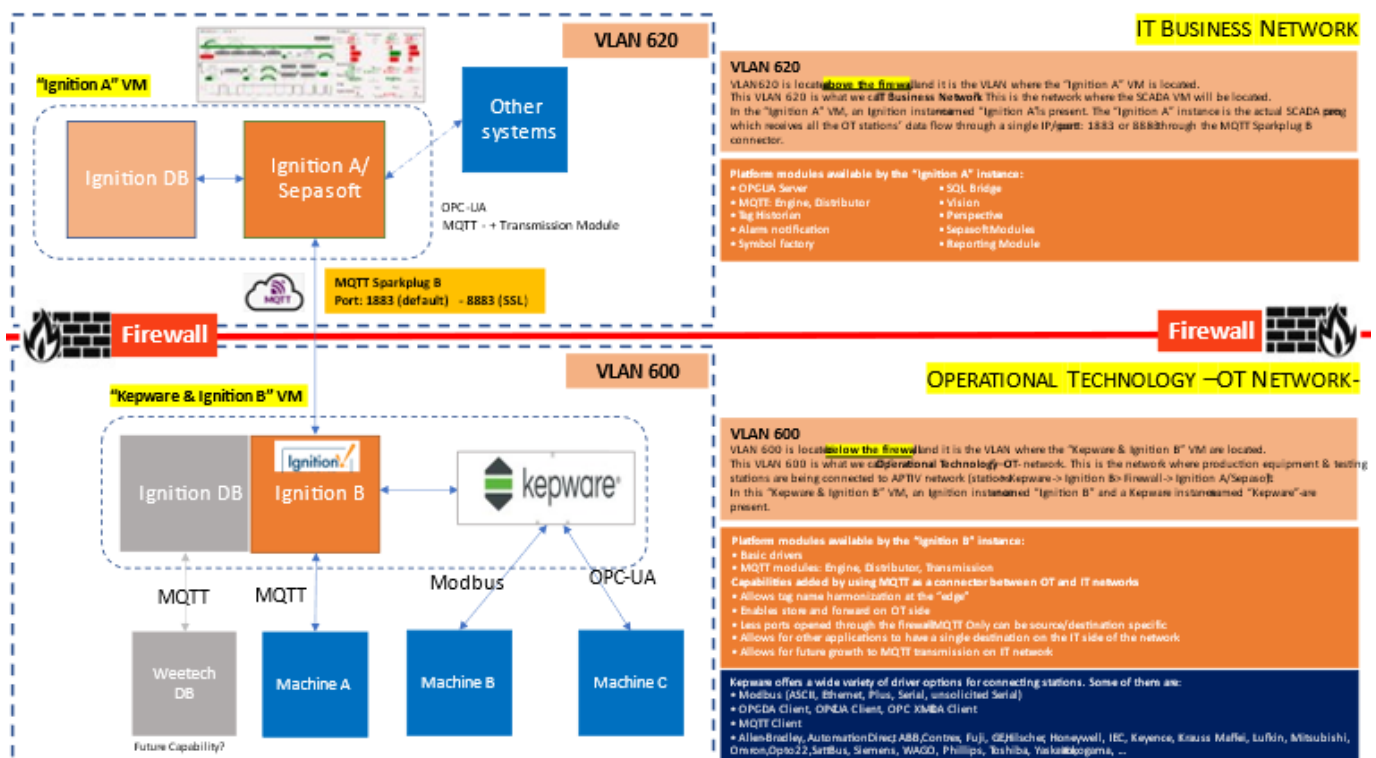 VLAN 620
"Ignition A" VM
Other
systems
Ignition DB
Ignition A/
Sepasoft
OPC-UA
MQTT - + Transmission Module
MQTT
MQTT Sparkplug B
Port: 1883 (default) - 8883 (SSL)
IT BUSINESS NETWORK
VLAN 620
VLAN620 is located above the firewall and it is the VLAN where the "Ignition A" VM is located.
This VLAN 620 is what we call IT Business Network This is the network where the SCADA VM will be located.
In the "Ignition A" VM, an Ignition instance named "Ignition A" is present. The "Ignition A" instance is the actual SCADA
which receives all the OT stations' data flow through a single IP/port: 1883 or 8883 through the MQTT Sparkplug B
connector.
Platform modules available by the "Ignition A" instance:
• OPC-UA Server
• MQTT: Engine, Distributor
• Tag Historian
• Alarms notification
• Symbol factory
• SQL Bridge
• Vision
• Perspective
• Sepasoft Modules
• Reporting Module
Firewall
Firewall
VLAN 600
"Kepware & Ignition B" VM
Ignition DB
Ignition!
Ignition B
kepware®
MQTT
MQTT
Modbus
OPC-UA
Weetech
DB
Machine A
Machine B
Machine C
Future Capability?
OPERATIONAL TECHNOLOGY –OT NETWORK-
VLAN 600
VLAN 600 is located below the firewall and it is the VLAN where the "Kepware & Ignition B" VM are located.
This VLAN 600 is what we call Operational Technology-OT- network. This is the network where production equipment & testing
stations are being connected to APTIV network (station> Kepware -> Ignition B> Firewall -> Ignition A/Sepasoft
In this "Kepware & Ignition B" VM, an Ignition instance named "Ignition B" and a Kepware instance named "Kepware" are
present.
Platform modules available by the "Ignition B" instance:
• Basic drivers
• MQTT modules: Engine, Distributor, Transmission
Capabilities added by using MQTT as a connector between OT and IT networks
• Allows tag name harmonization at the "edge"
• Enables store and forward on OT side
• Less ports opened through the firewall MQTT Only can be source/destination specific
• Allows for other applications to have a single destination on the IT side of the network
• Allows for future growth to MQTT transmission on IT network
Kepware offers a wide variety of driver options for connecting stations. Some of them are:
• Modbus (ASCII, Ethernet, Plus, Serial, unsolicited Serial)
• OPC-DA Client, OPC-UA Client, OPC XML-DA Client
• MQTT Client
• Allen-Bradley, AutomationDirect, ABB, Contrex, Fuji, GE, Hilscher, Honeywell, IEC, Keyence, Krauss Maffei, Lufkin, Mitsubishi,
Omron, Opto 22, SattBus, Siemens, WAGO, Phillips, Toshiba, Yaskawa, Yokogama, ...